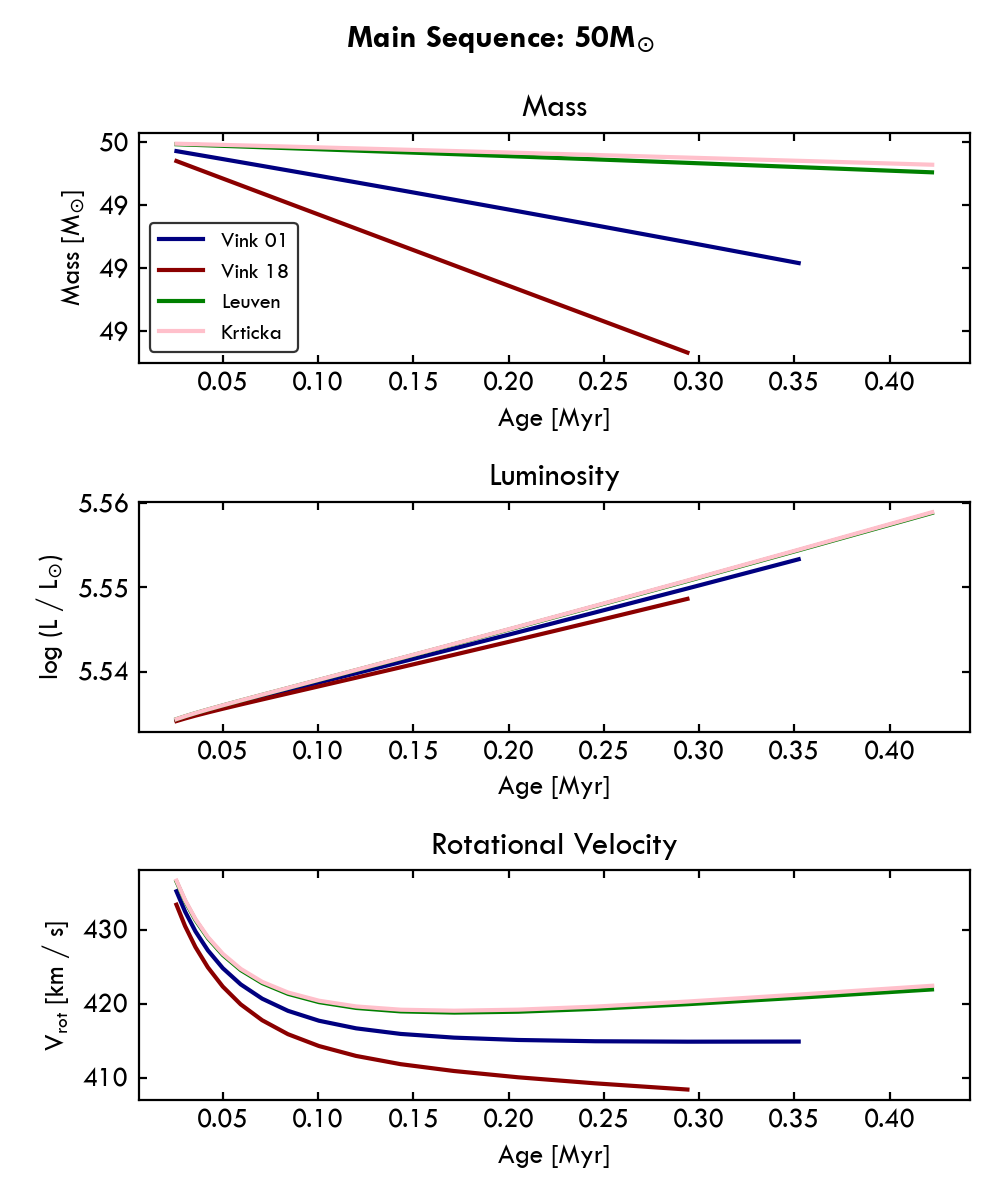 Main Sequence: 50M⊙
Mass
Mass [M⊙]
50
49
49
49
Vink 01
Vink 18
Leuven
Krticka
0.05 0.10 0.15 0.20 0.25 0.30 0.35 0.40
Age [Myr]
Luminosity
log (L / L⊙)
5.56
5.55
5.54
0.05 0.10 0.15 0.20 0.25 0.30 0.35 0.40
Age [Myr]
Rotational Velocity
Vrot [km / s]
430
420
410
0.05 0.10 0.15 0.20 0.25 0.30 0.35 0.40
Age [Myr]